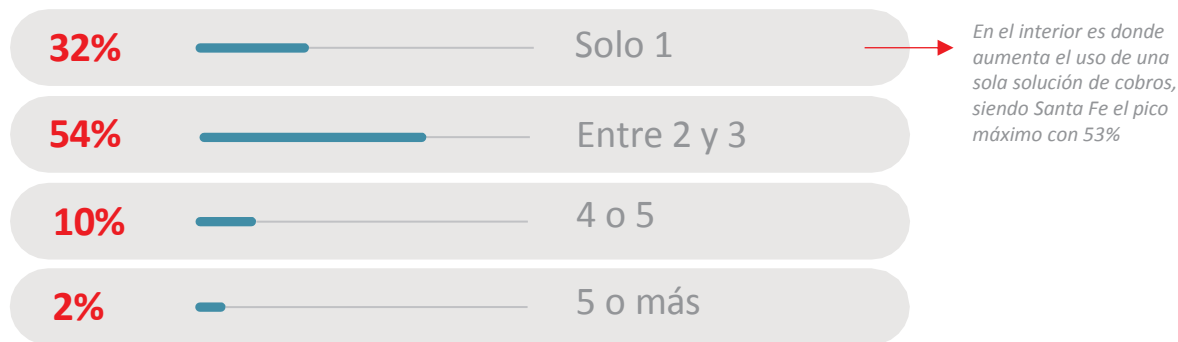 32% Solo 1
En el interior es donde
aumenta el uso de una
sola solución de cobros,
siendo Santa Fe el pico
máximo con 53%
54% Entre 2 y 3
10% 4 o 5
2% 5 o más